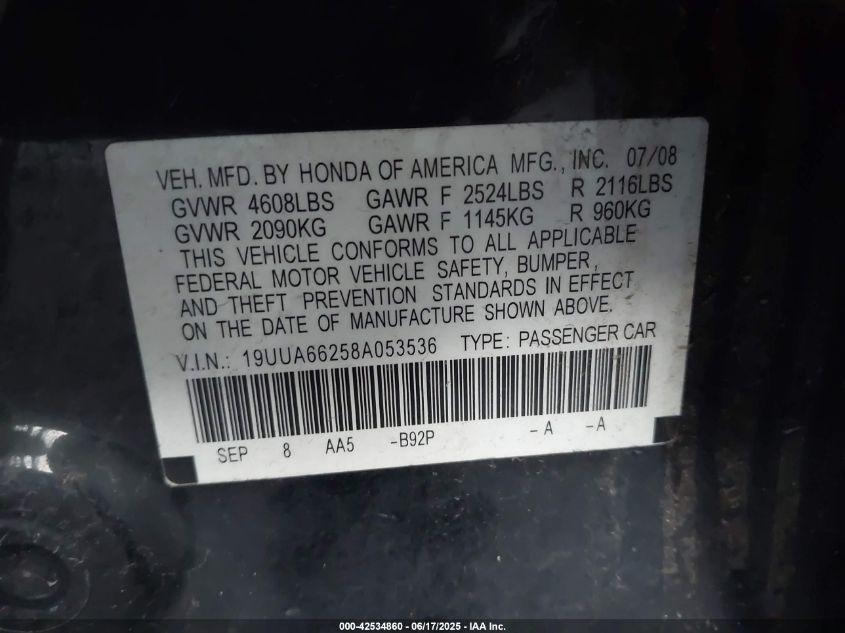 VEH. MFD. BY HONDA OF AMERICA MFG., INC. 07/08
GVWR 4608LBS GAWR F 2524LBS R 2116LBS
GVWR 2090KG GAWR F 1145KG R 960KG
THIS VEHICLE CONFORMS TO ALL APPLICABLE
FEDERAL MOTOR VEHICLE SAFETY, BUMPER,
AND THEFT PREVENTION STANDARDS IN EFFECT
ON THE DATE OF MANUFACTURE SHOWN ABOVE.
V.I.N.: 19UUA66258A053536 TYPE: PASSENGER CAR
SEP 8 AA5 -B92P -A -A
000-42534860 - 06/17/2025 - IAA Inc.